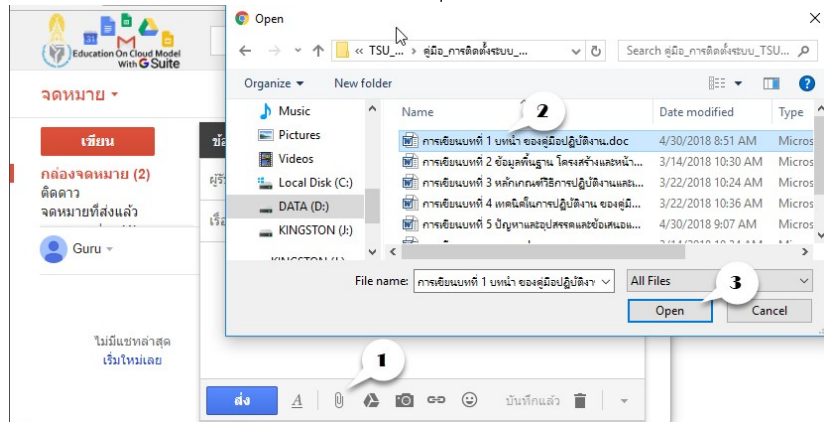 Open
Education On Cloud Model
With G Suite
« TSU_... › คู่มือ_การติดตั้งระบบ_...
Search คู่มือ_การติดตั้งระบบ_TSU...
Organize
New folder
จดหมาย
Music
Name
2
Date modified
Type
เขียน
Pictures
การเขียนบทที่ 1 บทนำ ของคู่มือปฏิบัติงาน.doc
4/30/2018 8:51 AM
Micros
Videos
การเขียนบทที่ 2 ข้อมูลพื้นฐาน โครงสร้างและหน้า...
3/14/2018 10:30 AM
Micros
กล่องจดหมาย (2)
Local Disk (C:)
การเขียนบทที่ 3 หลักเกณฑ์วิธีการปฏิบัติงานและเ...
3/22/2018 10:24 AM
Micros
ติดดาว
DATA (D:)
การเขียนบทที่ 4 เทคนิคในการปฏิบัติงาน ของคู่มื...
3/22/2018 10:36 AM
Micros
จดหมายที่ส่งแล้ว
KINGSTON (J:)
การเขียนบทที่ 5 ปัญหาและอุปสรรคและข้อเสนอแ...
4/30/2018 9:07 AM
Micros
Guru
File name:
การเขียนบทที่ 1 บทนำ ของคู่มือปฏิบัติงา
All Files
3
Open
Cancel
ไม่มีแชทล่าสุด
เริ่มใหม่เลย
1
ส่ง
A
บันทึกแล้ว